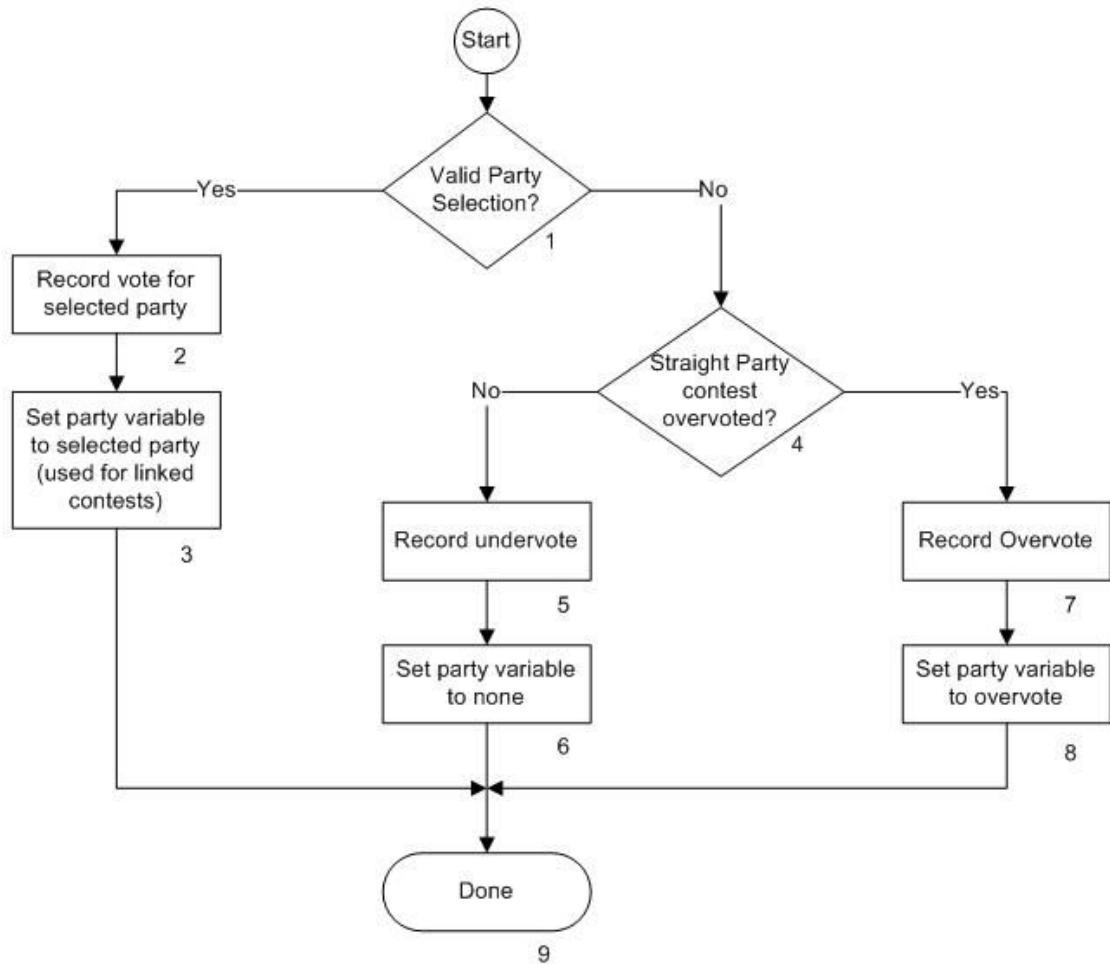 Start
Valid Party
Selection?
1
Yes
No
Record vote for
selected party
2
Set party variable
to selected party
(used for linked
contests)
3
Straight Party
contest
overvoted?
4
No
Yes
Record undervote
5
Set party variable
to none
6
Record Overvote
7
Set party variable
to overvote
8
Done
9